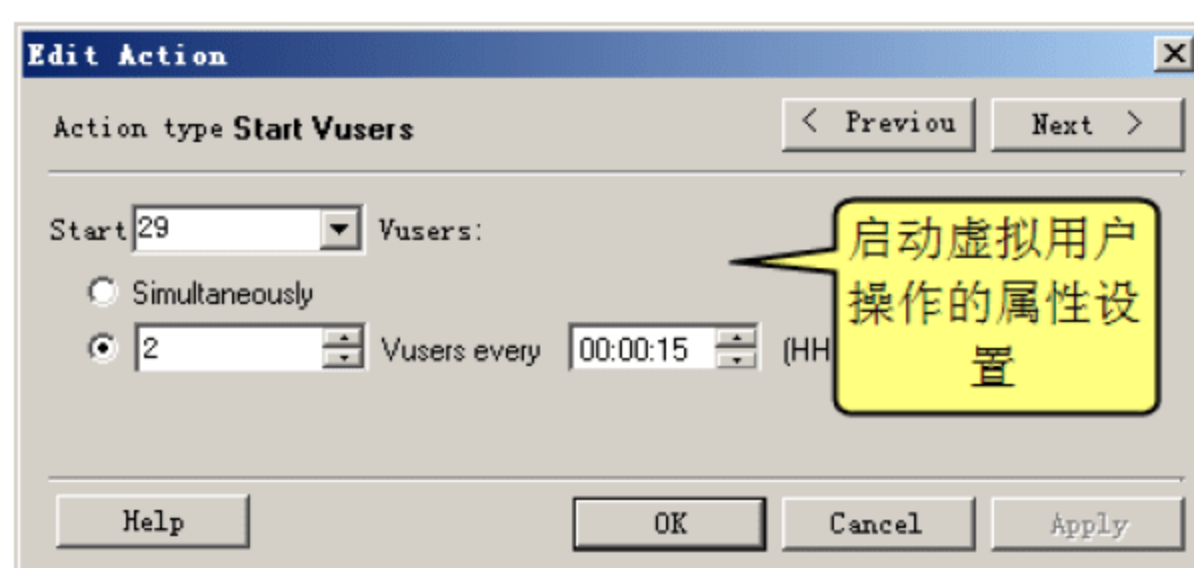 Edit Action
Action type Start Vusers
< Previou
Next >
Start 29 Vusers:
Simultaneously
2 Vusers every 00:00:15 (HH
启动虚拟用户
操作的属性设
置
Help
OK
Cancel
Apply